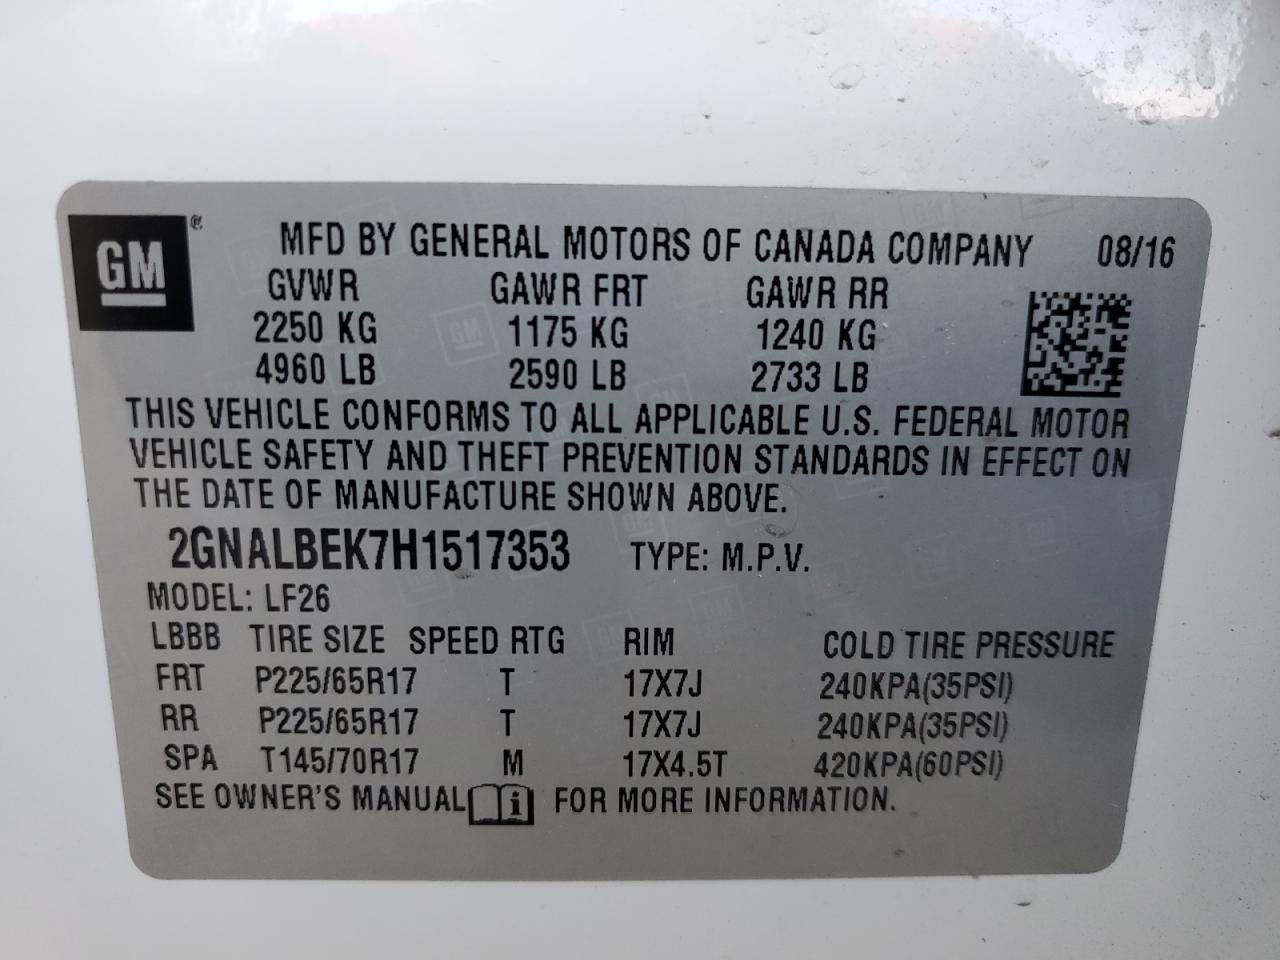 GM
MFD BY GENERAL MOTORS OF CANADA COMPANY 08/16
GVWR GAWR FRT GAWR RR
2250 KG 1175 KG 1240 KG
4960 LB 2590 LB 2733 LB
THIS VEHICLE CONFORMS TO ALL APPLICABLE U.S. FEDERAL MOTOR
VEHICLE SAFETY AND THEFT PREVENTION STANDARDS IN EFFECT ON
THE DATE OF MANUFACTURE SHOWN ABOVE.
2GNALBEK7H1517353 TYPE: M.P.V.
MODEL: LF26
LBBB TIRE SIZE SPEED RTG RIM COLD TIRE PRESSURE
FRT P225/65R17 T 17X7J 240KPA(35PSI)
RR P225/65R17 T 17X7J 240KPA(35PSI)
SPA T145/70R17 M 17X4.5T 420KPA(60PSI)
SEE OWNER'S MANUAL i FOR MORE INFORMATION.